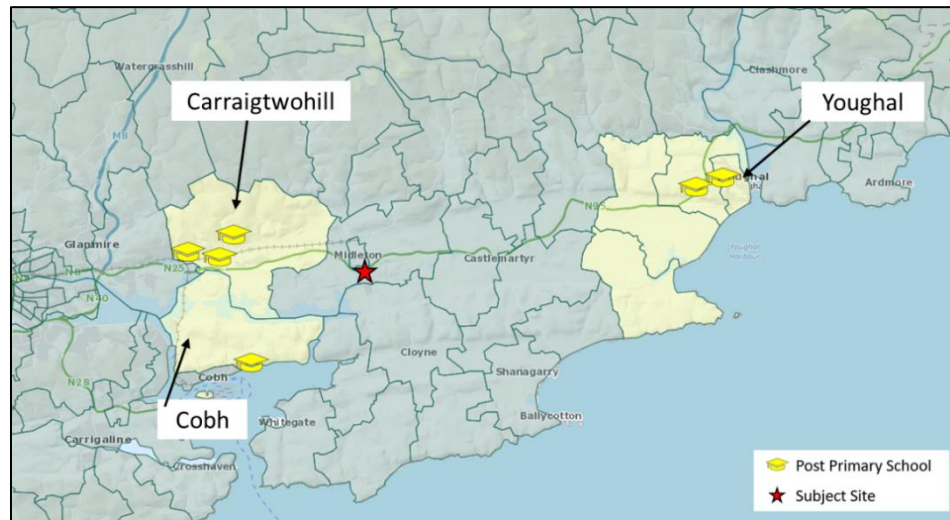 Watergrasshill
Clashmore
Carraigtwohill
Youghal
M8
Ardmore
N25
Glanmire
Midleton
Castlemartyr
Youghal
Harbour
N8
N25
N40
Cloyne
Shanagarry
N28
Cobh
Ballycotton
Cobh
Whitegate
Carrigaline
Crosshaven
Post Primary School
Subject Site